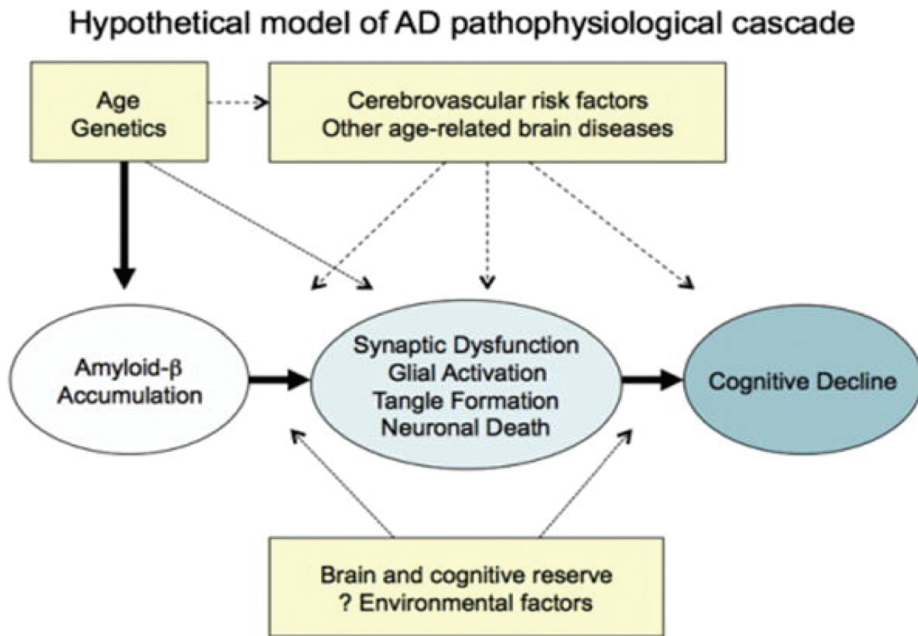 Hypothetical model of AD pathophysiological cascade
Age
Genetics
Cerebrovascular risk factors
Other age-related brain diseases
Amyloid-β
Accumulation
Synaptic Dysfunction
Glial Activation
Tangle Formation
Neuronal Death
Cognitive Decline
Brain and cognitive reserve
? Environmental factors